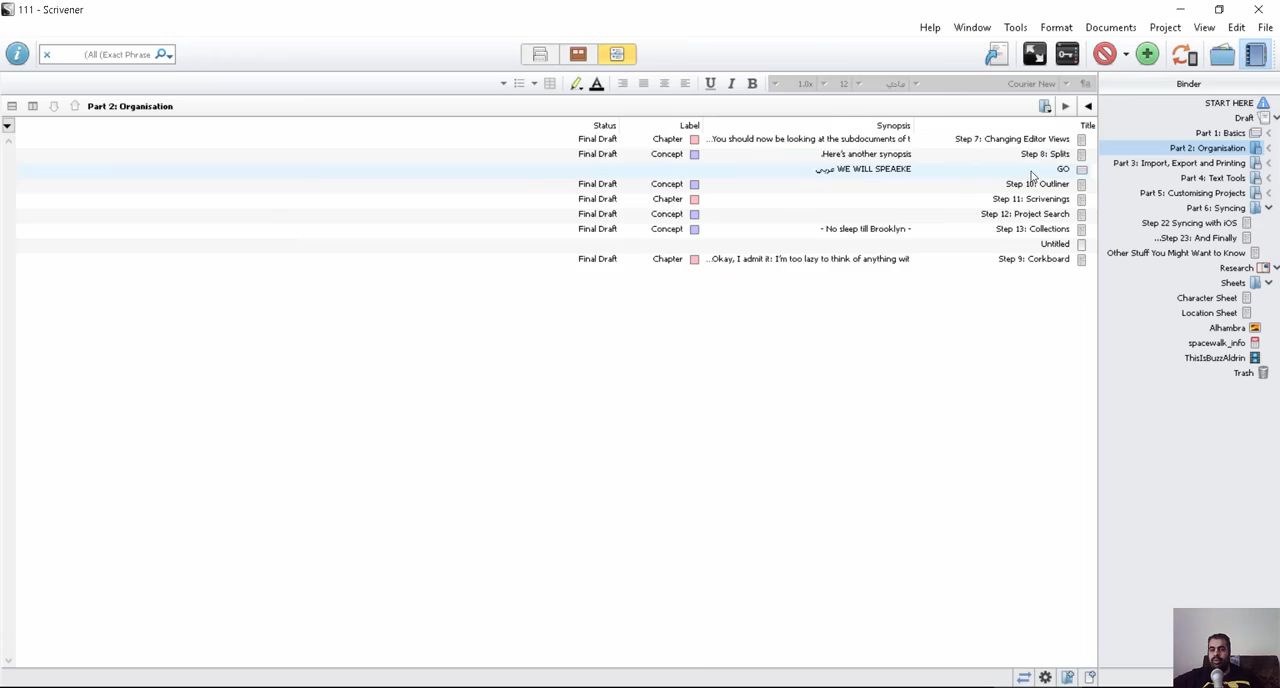 111 - Scrivener
File Edit View Project Documents Format Tools Window Help
(All (Exact Phrase
Courier New عادي 12 1.0x U I B A
Part 2: Organisation
Title Synopsis Label Status
Step 7: Changing Editor Views ...You should now be looking at the subdocuments of t Chapter Final Draft
Step 8: Splits .Here's another synopsis Concept Final Draft
GO WE WILL SPEAEKE عربي
Step 10: Outliner Concept Final Draft
Step 11: Scrivenings Chapter Final Draft
Step 12: Project Search Concept Final Draft
Step 13: Collections - No sleep till Brooklyn - Concept Final Draft
Untitled
Step 9: Corkboard ...Okay, I admit it: I'm too lazy to think of anything wit Chapter Final Draft
Binder
START HERE
Draft
Part 1: Basics
Part 2: Organisation
Part 3: Import, Export and Printing
Part 4: Text Tools
Part 5: Customising Projects
Part 6: Syncing
Step 22 Syncing with iOS
...Step 23: And Finally
Other Stuff You Might Want to Know
Research
Sheets
Character Sheet
Location Sheet
Alhambra
spacewalk_info
ThisIsBuzzAldrin
Trash